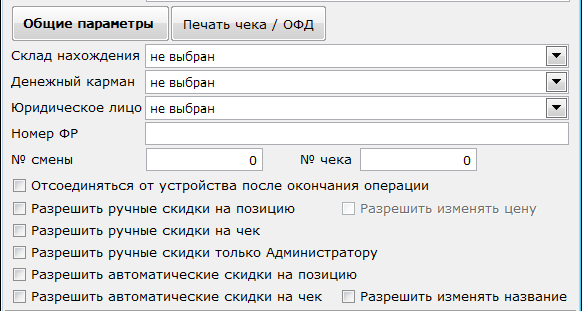 Общие параметры Печать чека / ОФД
Склад нахождения не выбран
Денежный карман не выбран
Юридическое лицо не выбран
Номер ФР
№ смены 0 № чека 0
Отсоединяться от устройства после окончания операции
Разрешить ручные скидки на позицию Разрешить изменять цену
Разрешить ручные скидки на чек
Разрешить ручные скидки только Администратору
Разрешить автоматические скидки на позицию
Разрешить автоматические скидки на чек Разрешить изменять название